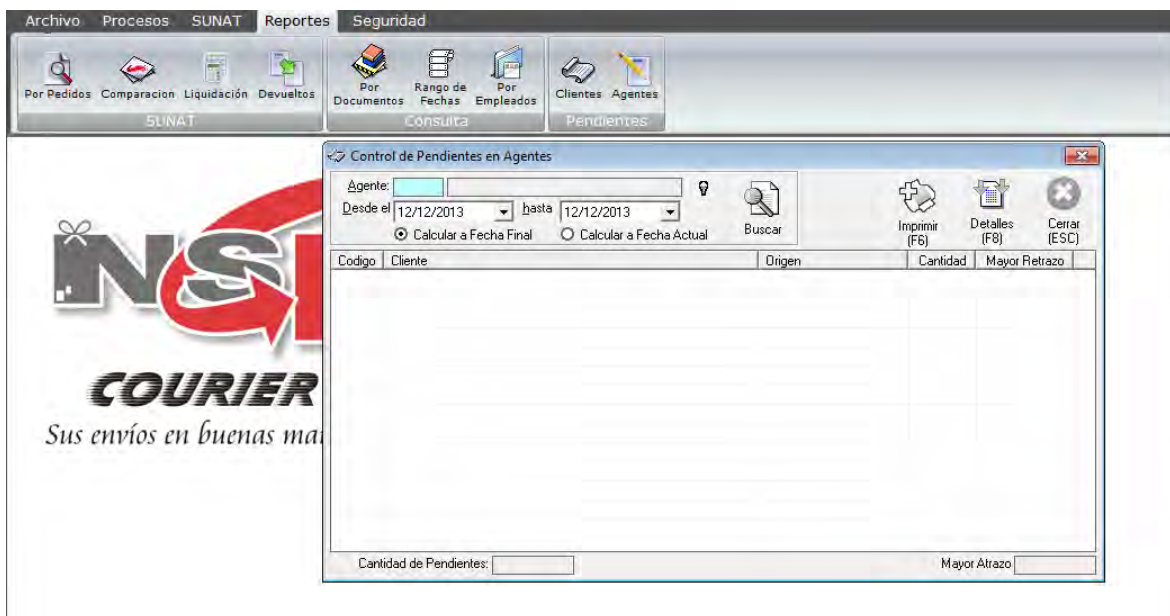 Archivo Procesos SUNAT Reportes Seguridad
Por Pedidos Comparacion Liquidación Devueltos Por Documentos Rango de Fechas Por Empleados Clientes Agentes
SUNAT Consulta Pendientes
Control de Pendientes en Agentes
Agente:
Desde el 12/12/2013 hasta 12/12/2013
Calcular a Fecha Final Calcular a Fecha Actual
Buscar
Imprimir (F6) Detalles (F8) Cerrar (ESC)
Codigo Cliente Origen Cantidad Mayor Retrazo
NS
COURIER
Sus envíos en buenas
Cantidad de Pendientes: Mayor Atrazo